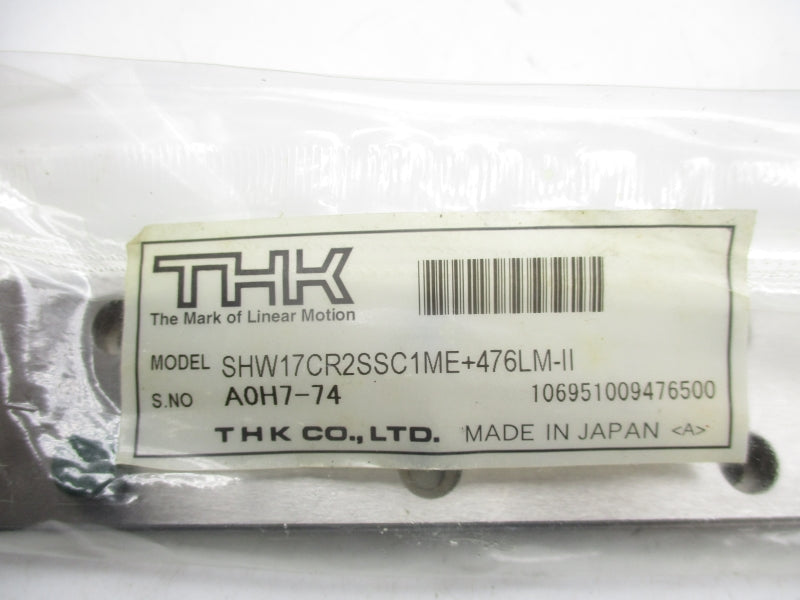 THK
The Mark of Linear Motion
MODEL SHW17CR2SSC1ME+476LM-II
S.NO A0H7-74 106951009476500
THK CO., LTD. MADE IN JAPAN <A>